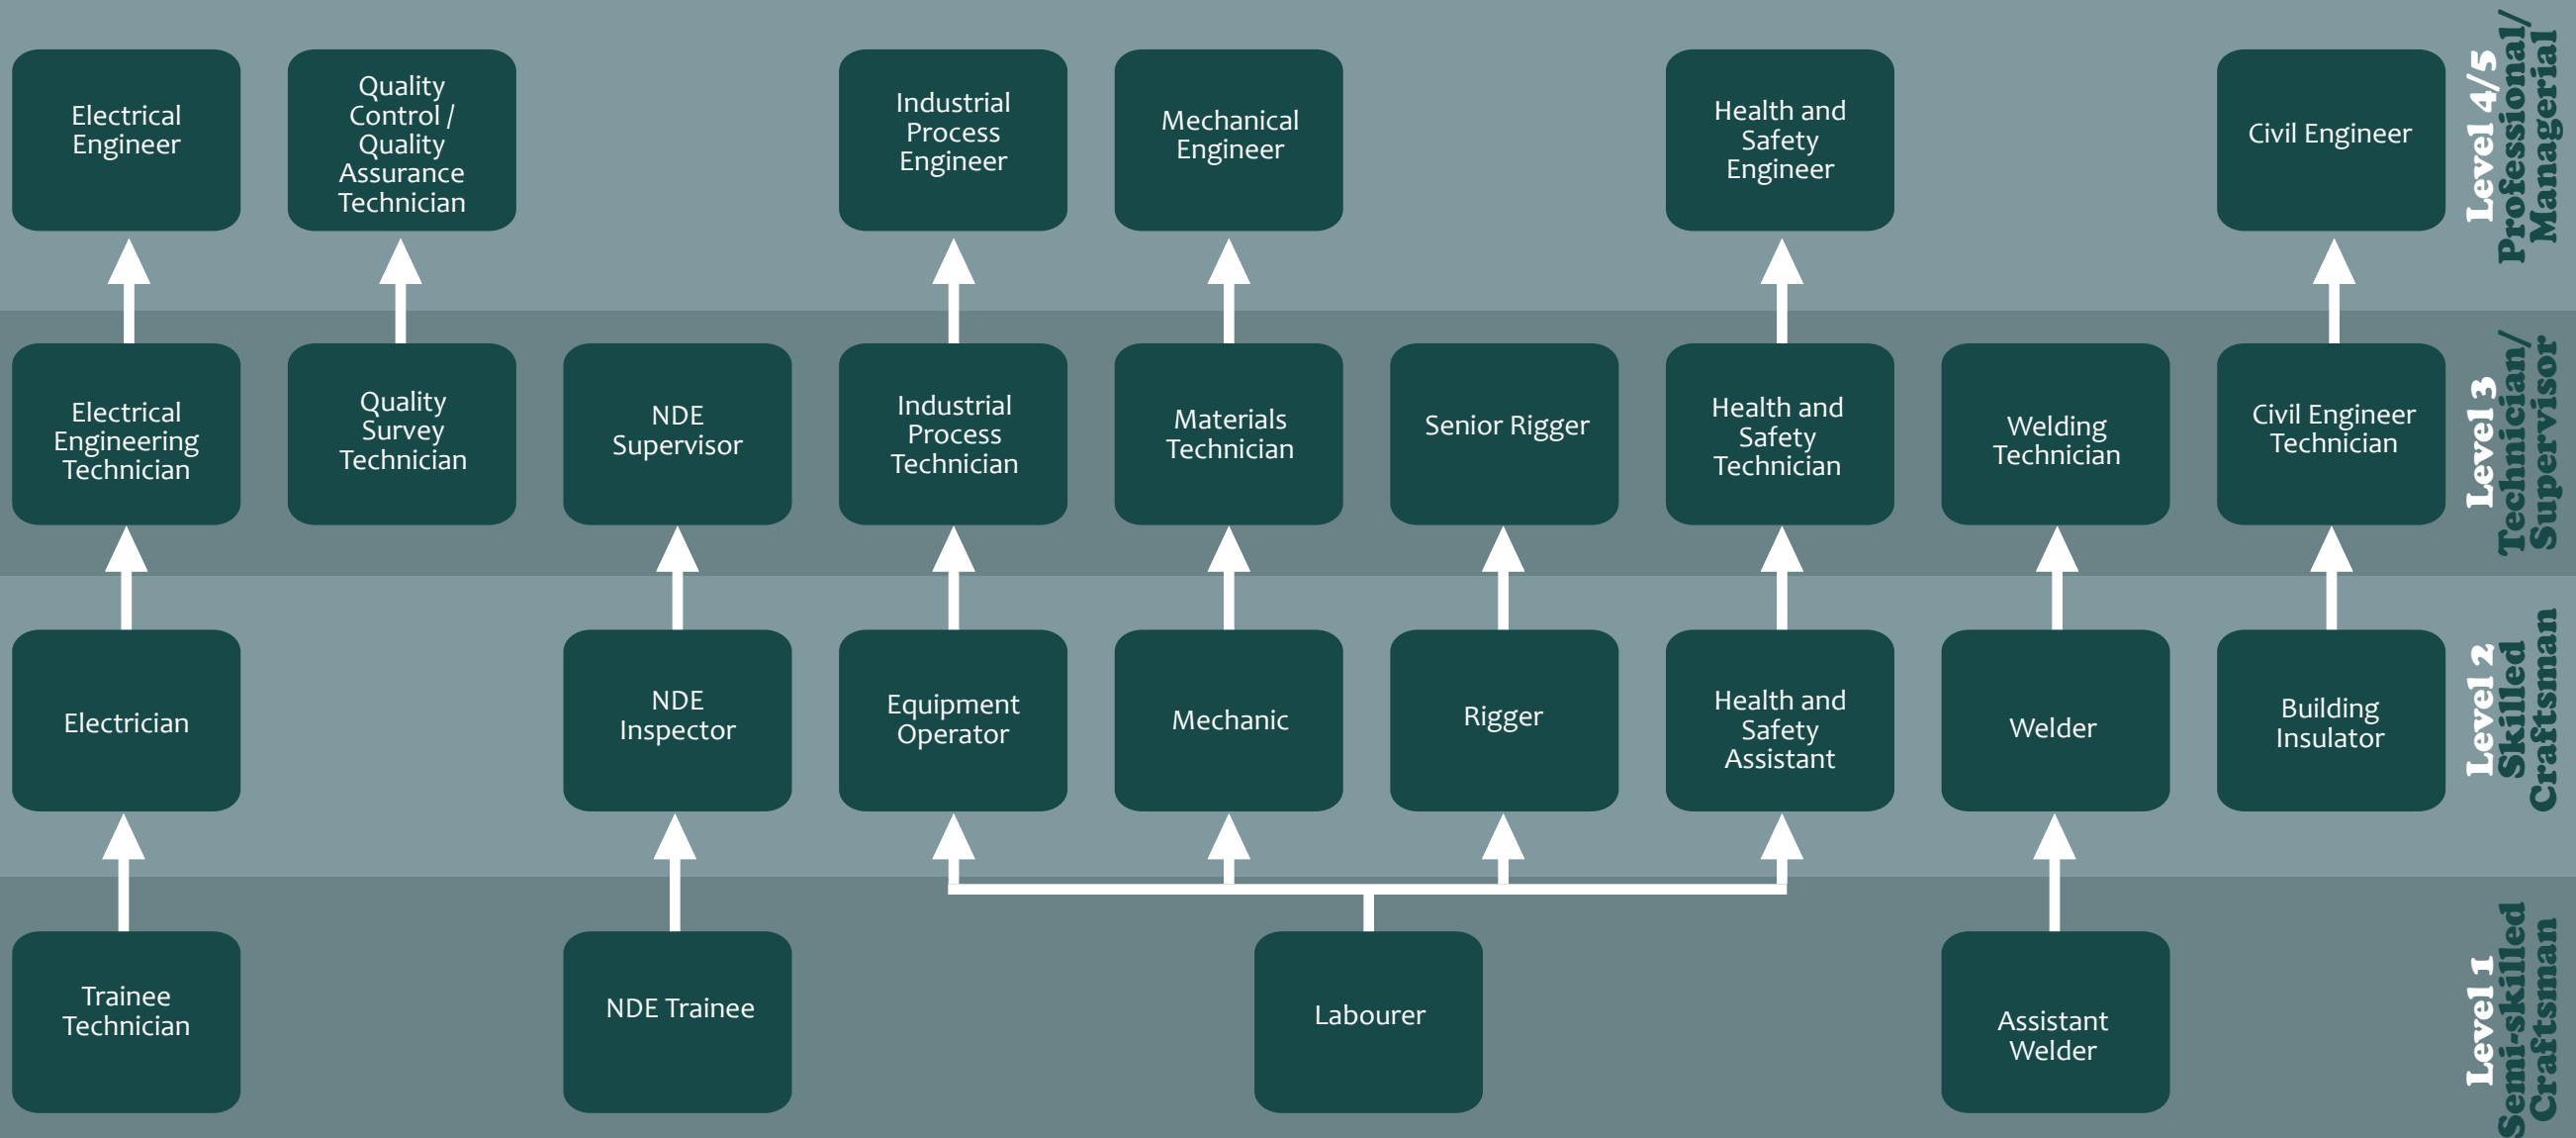 Electrical
Engineer
Quality
Control /
Quality
Assurance
Technician
Industrial
Process
Engineer
Mechanical
Engineer
Health and
Safety
Engineer
Civil Engineer
Level 4/5
Professional/
Managerial
Electrical
Engineering
Technician
Quality
Survey
Technician
NDE
Supervisor
Industrial
Process
Technician
Materials
Technician
Senior Rigger
Health and
Safety
Technician
Welding
Technician
Civil Engineer
Technician
Level 3
Technician/
Supervisor
Electrician
NDE
Inspector
Equipment
Operator
Mechanic
Rigger
Health and
Safety
Assistant
Welder
Building
Insulator
Level 2
Skilled
Craftsman
Trainee
Technician
NDE Trainee
Labourer
Assistant
Welder
Level 1
Semi-skilled
Craftsman